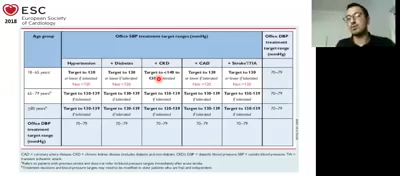 ESC
European Society
of Cardiology
2018
Age group
Office SBP treatment target ranges (mmHg)
Office DBP
treatment
target range
(mmHg)
Hypertension
+ Diabetes
+ CKD
+ CAD
+ Stroke/TIA
18-65 years
Target to 130
or lower if tolerated
Not <120
Target to 130
or lower if tolerated
Not <120
Target to <140 to
130
Target to 130
or lower if tolerated
Not <120
Target to 130
or lower if tolerated
Not <120
70-79
65-79 years
Target to 130-139
if tolerated
Target to 130-139
if tolerated
Target to 130-139
if tolerated
Target to 130-139
if tolerated
Target to 130-139
if tolerated
70-79
≥80 years
Target to 130-139
if tolerated
Target to 130-139
if tolerated
Target to 130-139
if tolerated
Target to 130-139
if tolerated
Target to 130-139
if tolerated
70-79
Office DBP
treatment
target range
(mmHg)
70-79
70-79
70-79
70-79
70-79